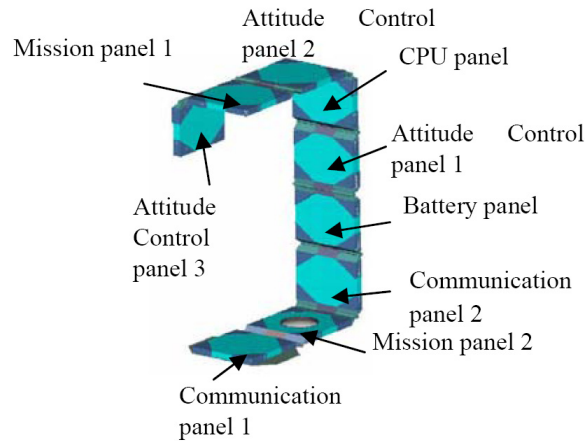 Attitude Control
panel 2
Mission panel 1
CPU panel
Attitude Control
panel 1
Battery panel
Attitude
Control
panel 3
Communication
panel 2
Mission panel 2
Communication
panel 1